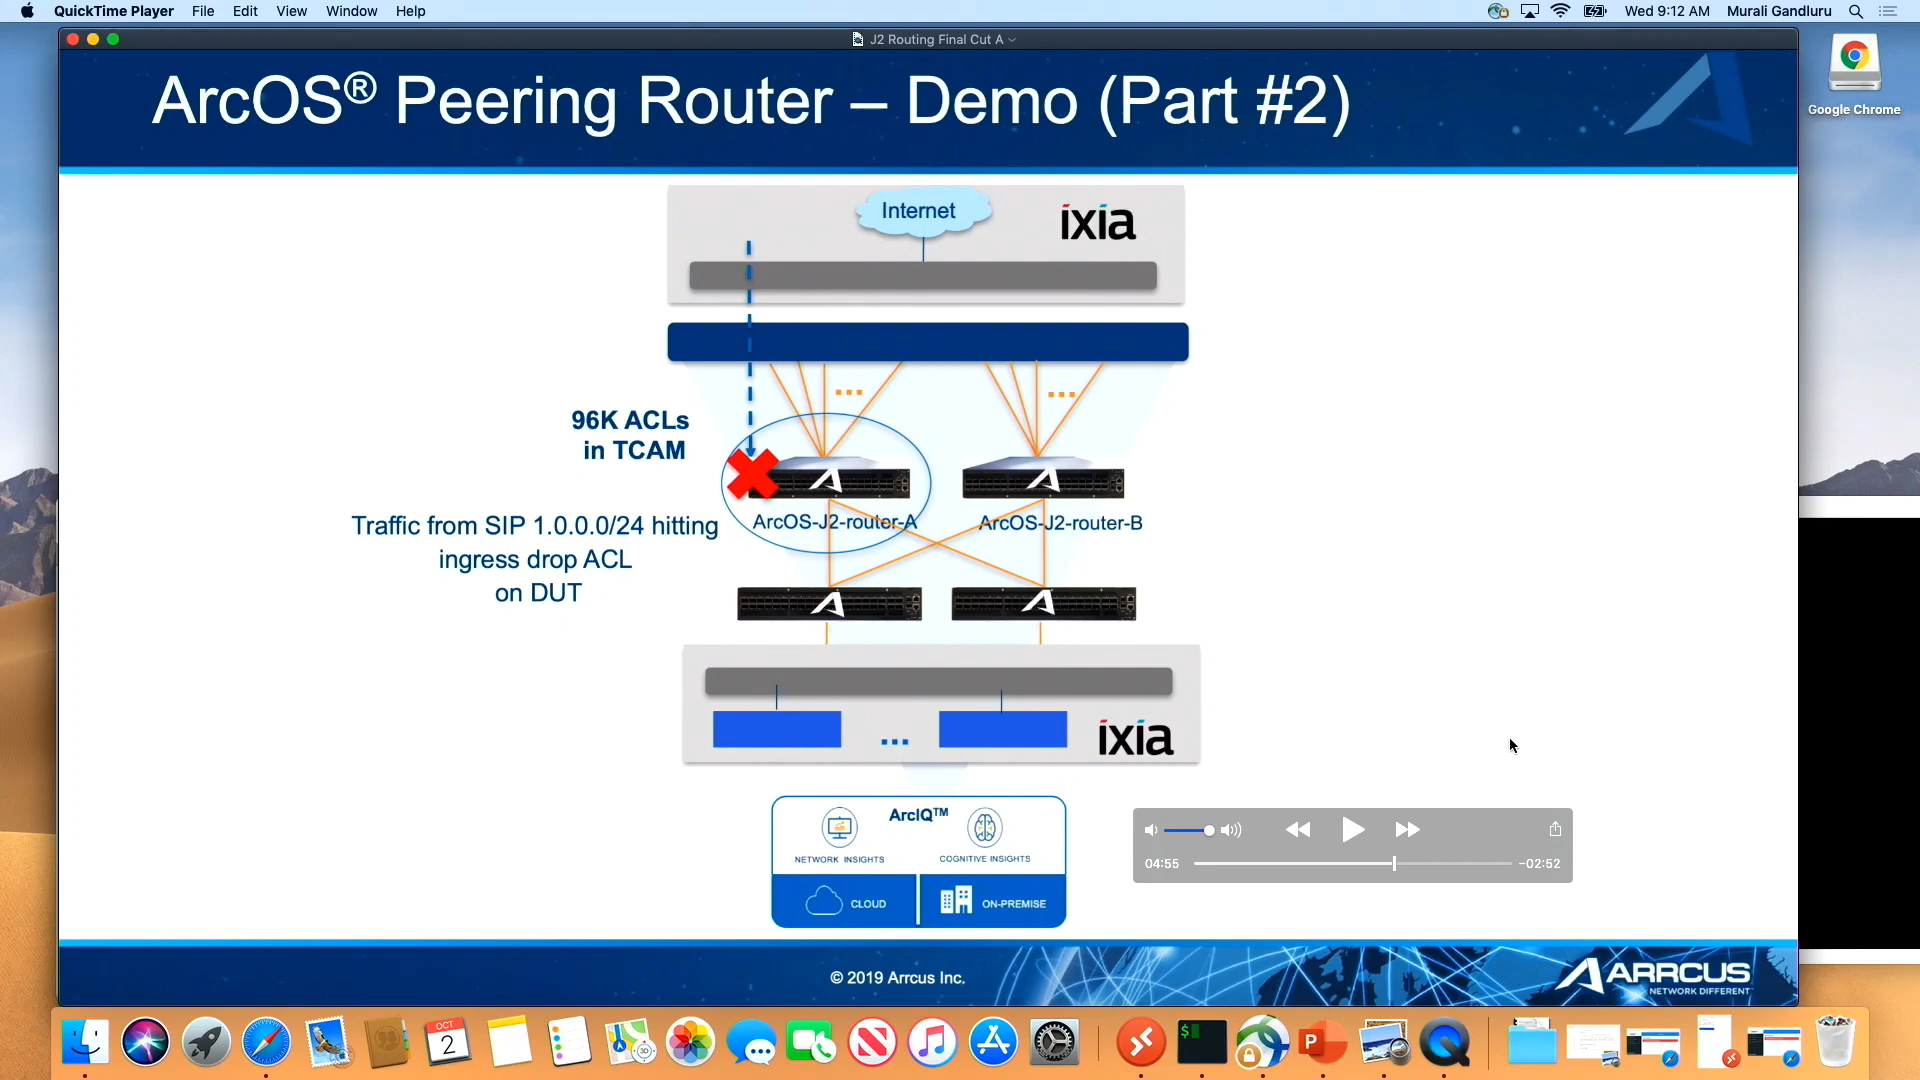 QuickTime Player File Edit View Window Help Wed 9:12 AM Murali Gandluru
J2 Routing Final Cut A
Google Chrome
ArcOS® Peering Router – Demo (Part #2)
Internet
ixia
96K ACLs
in TCAM
ArcOS-J2-router-A
ArcOS-J2-router-B
Traffic from SIP 1.0.0.0/24 hitting
ingress drop ACL
on DUT
... ixia
ArcIQ™
NETWORK INSIGHTS COGNITIVE INSIGHTS
CLOUD ON-PREMISE
04:55 -02:52
© 2019 Arrcus Inc.
ARRCUS
NETWORK DIFFERENT
OCT
2
3D
$
P